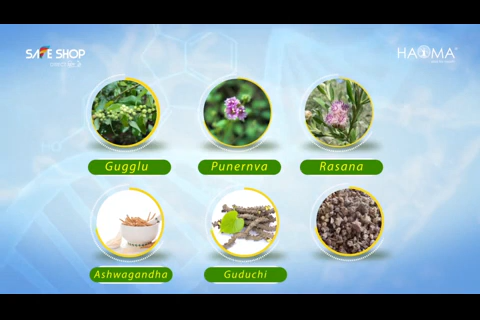 SAFE SHOP
HAOMA
Gugglu
Punernva
Rasana
Ashwagandha
Guduchi